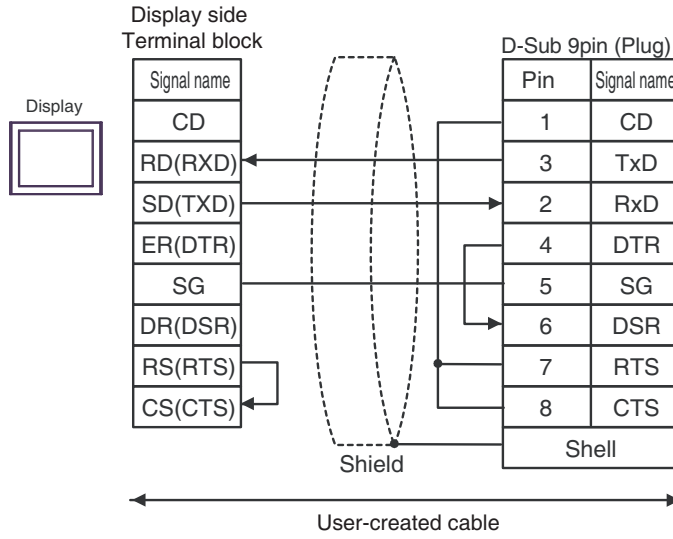 Display side
Terminal block
D-Sub 9pin (Plug)
Display
Signal name
CD
RD(RXD)
SD(TXD)
ER(DTR)
SG
DR(DSR)
RS(RTS)
CS(CTS)
Pin Signal name
1 CD
3 TxD
2 RxD
4 DTR
5 SG
6 DSR
7 RTS
8 CTS
Shell
Shield
User-created cable